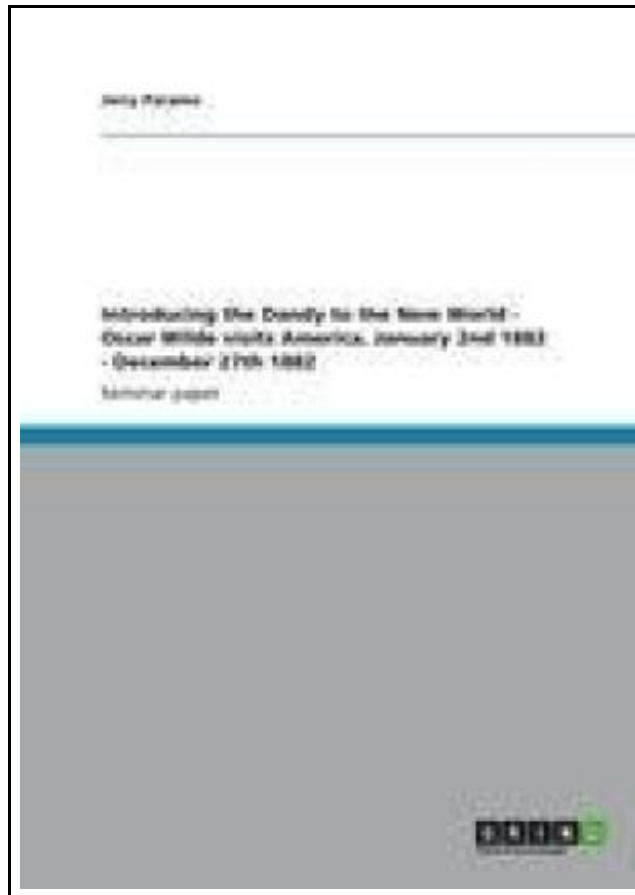 Introducing the Dandy to the New World -
Oscar Wilde visits America, January 2nd 1882
- December 27th 1882
Seminar paper
GRIN